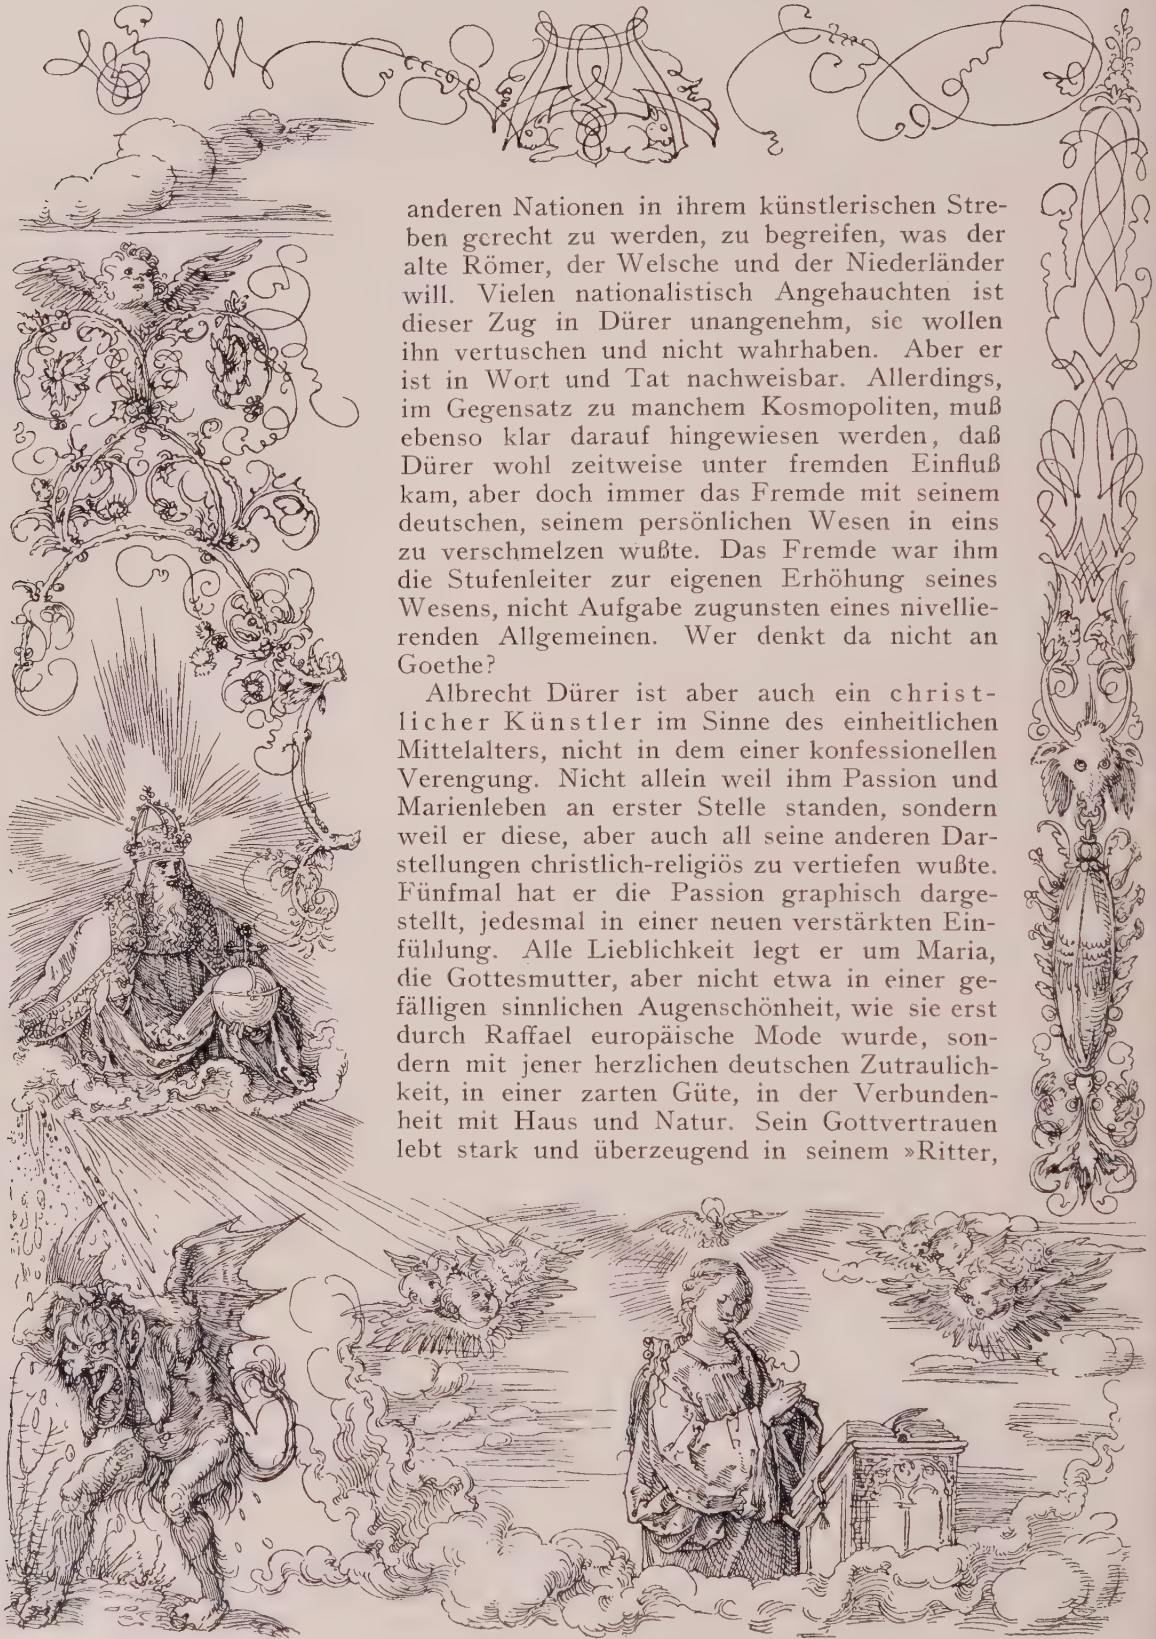 anderen Nationen in ihrem künstlerischen Stre-
ben gerecht zu werden, zu begreifen, was der
alte Römer, der Welsche und der Niederländer
will. Vielen nationalistisch Angehauchten ist
dieser Zug in Dürer unangenehm, sie wollen
ihn vertuschen und nicht wahrhaben. Aber er
ist in Wort und Tat nachweisbar. Allerdings,
im Gegensatz zu manchem Kosmopoliten, muß
ebenso klar darauf hingewiesen werden, daß
Dürer wohl zeitweise unter fremden Einfluß
kam, aber doch immer das Fremde mit seinem
deutschen, seinem persönlichen Wesen in eins
zu verschmelzen wußte. Das Fremde war ihm
die Stufenleiter zur eigenen Erhöhung seines
Wesens, nicht Aufgabe zugunsten eines nivellie-
renden Allgemeinen. Wer denkt da nicht an
Goethe?
Albrecht Dürer ist aber auch ein christ-
licher Künstler im Sinne des einheitlichen
Mittelalters, nicht in dem einer konfessionellen
Verengung. Nicht allein weil ihm Passion und
Marienleben an erster Stelle standen, sondern
weil er diese, aber auch all seine anderen Dar-
stellungen christlich-religiös zu vertiefen wußte.
Fünfmal hat er die Passion graphisch darge-
stellt, jedesmal in einer neuen verstärkten Ein-
fühlung. Alle Lieblichkeit legt er um Maria,
die Gottesmutter, aber nicht etwa in einer ge-
fälligen sinnlichen Augenschönheit, wie sie erst
durch Raffael europäische Mode wurde, son-
dern mit jener herzlichen deutschen Zutraulich-
keit, in einer zarten Güte, in der Verbunden-
heit mit Haus und Natur. Sein Gottvertrauen
lebt stark und überzeugend in seinem »Ritter,